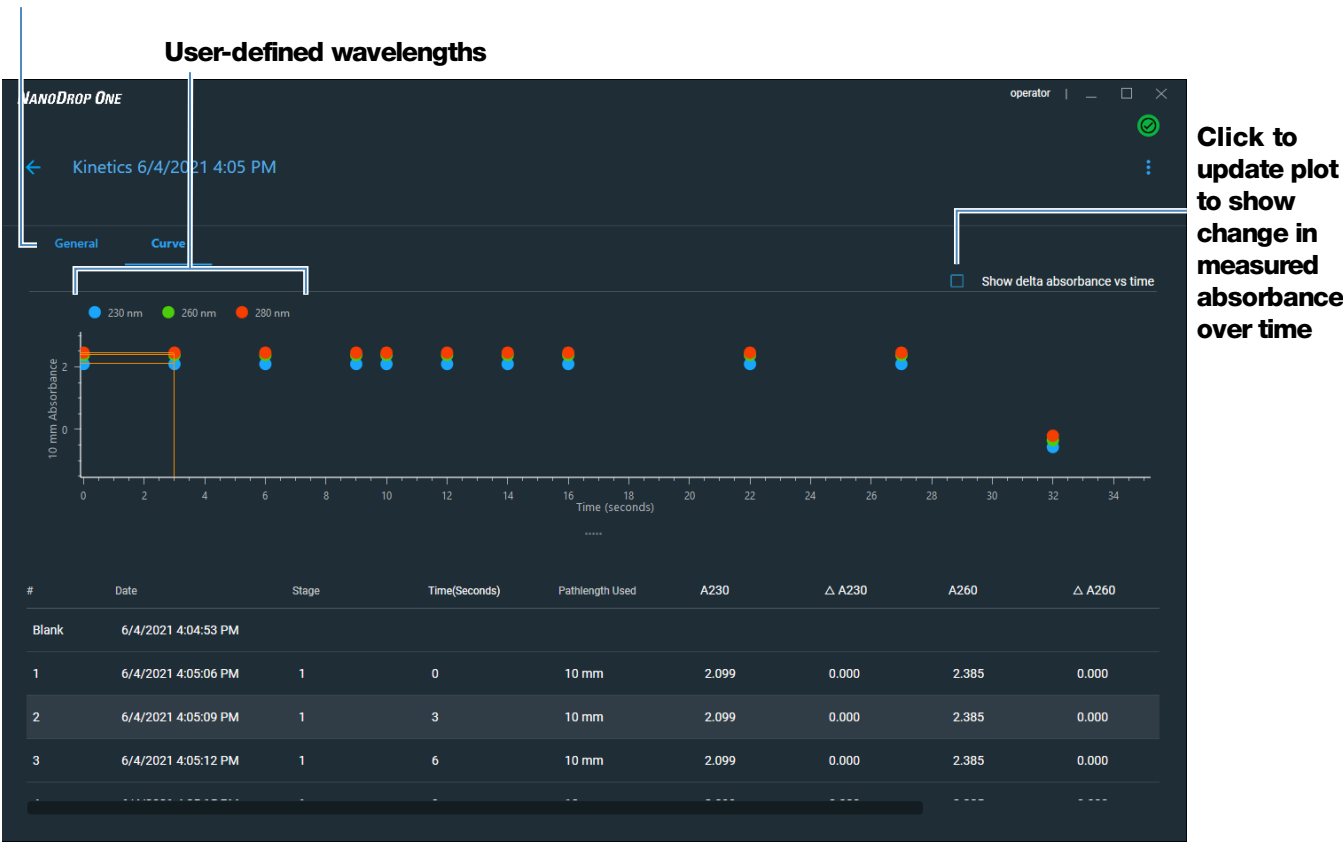 User-defined wavelengths
NANODROP ONE
operator
Kinetics 6/4/2021 4:05 PM
Click to
update plot
to show
change in
measured
absorbance
over time
General Curve
Show delta absorbance vs time
230 nm 260 nm 280 nm
10 mm Absorbance
2
0
0 2 4 6 8 10 12 14 16 18 20 22 24 26 28 30 32 34
Time (seconds)
# Date Stage Time(Seconds) Pathlength Used A230 △ A230 A260 △ A260
Blank 6/4/2021 4:04:53 PM
1 6/4/2021 4:05:06 PM 1 0 10 mm 2.099 0.000 2.385 0.000
2 6/4/2021 4:05:09 PM 1 3 10 mm 2.099 0.000 2.385 0.000
3 6/4/2021 4:05:12 PM 1 6 10 mm 2.099 0.000 2.385 0.000